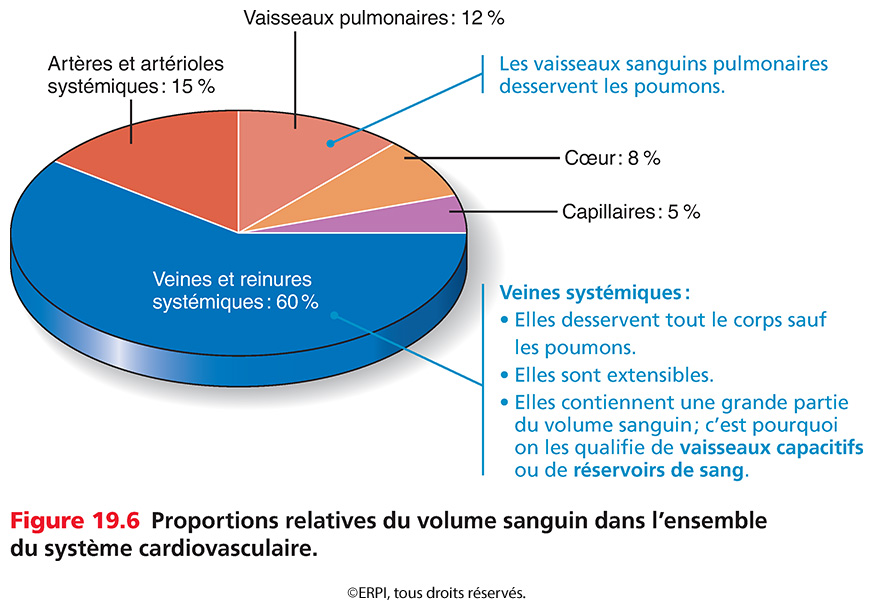 Vaisseaux pulmonaires : 12 %
Artères et artérioles
systémiques : 15 %
Les vaisseaux sanguins pulmonaires
desservent les poumons.
Cœur : 8 %
Capillaires : 5 %
Veines et reinures
systémiques : 60 %
Veines systémiques :
• Elles desservent tout le corps sauf
les poumons.
• Elles sont extensibles.
• Elles contiennent une grande partie
du volume sanguin ; c’est pourquoi
on les qualifie de vaisseaux capacitifs
ou de réservoirs de sang.
Figure 19.6 Proportions relatives du volume sanguin dans l’ensemble
du système cardiovasculaire.
©ERPI, tous droits réservés.